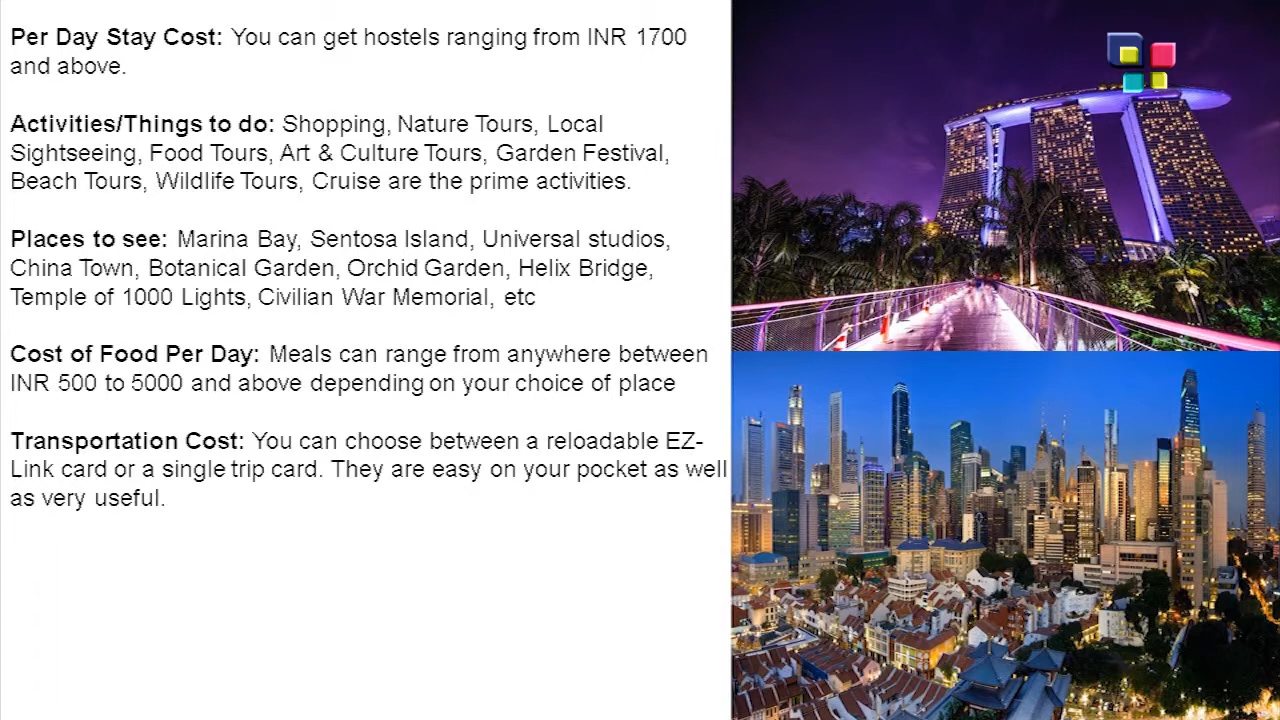 Per Day Stay Cost: You can get hostels ranging from INR 1700
and above.
Activities/Things to do: Shopping, Nature Tours, Local
Sightseeing, Food Tours, Art & Culture Tours, Garden Festival,
Beach Tours, Wildlife Tours, Cruise are the prime activities.
Places to see: Marina Bay, Sentosa Island, Universal studios,
China Town, Botanical Garden, Orchid Garden, Helix Bridge,
Temple of 1000 Lights, Civilian War Memorial, etc
Cost of Food Per Day: Meals can range from anywhere between
INR 500 to 5000 and above depending on your choice of place
Transportation Cost: You can choose between a reloadable EZ-
Link card or a single trip card. They are easy on your pocket as well
as very useful.